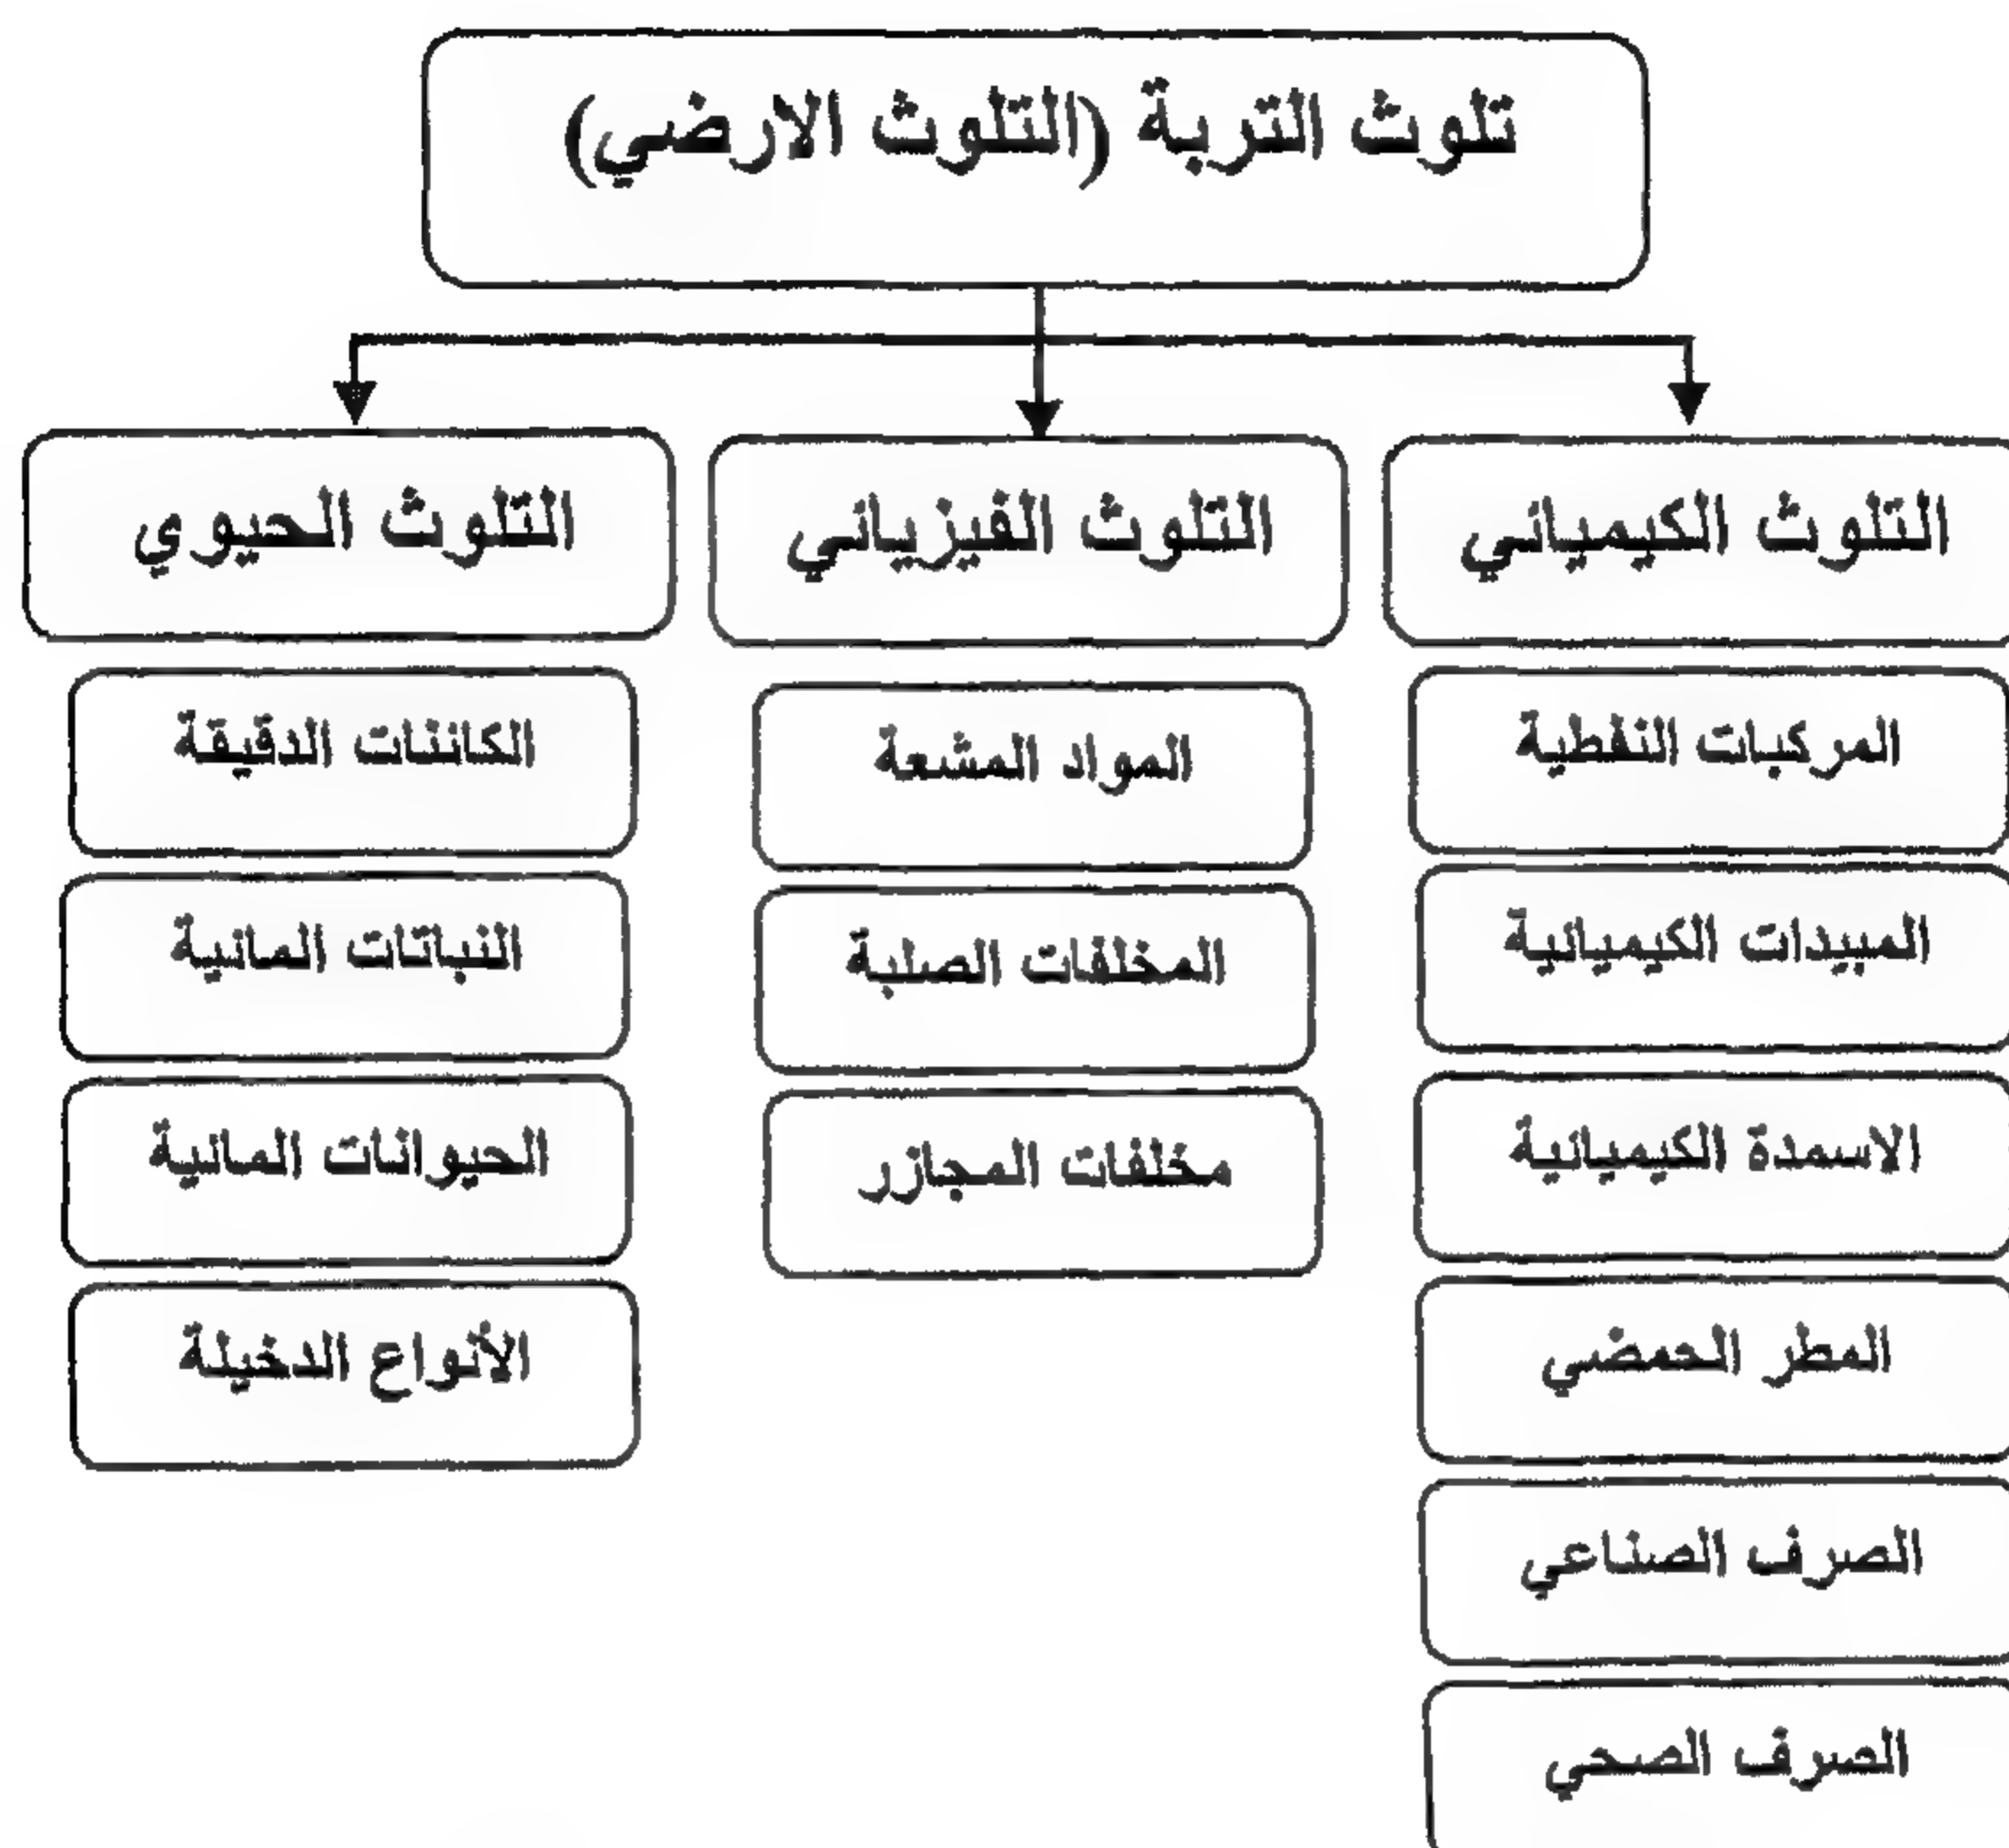 تلوث التربة (التلوث الارضي)
التلوث الكيميائي
التلوث الفيزيائي
التلوث الحيوي
المركبات النفطية
المبيدات الكيميائية
الاسمدة الكيميائية
المطر الحمضي
الصرف الصناعي
الصرف الصحي
المواد المشعة
المخلفات الصلبة
مخلفات المجازر
الكائنات الدقيقة
النباتات المائية
الحيوانات المائية
الأنواع الدخيلة